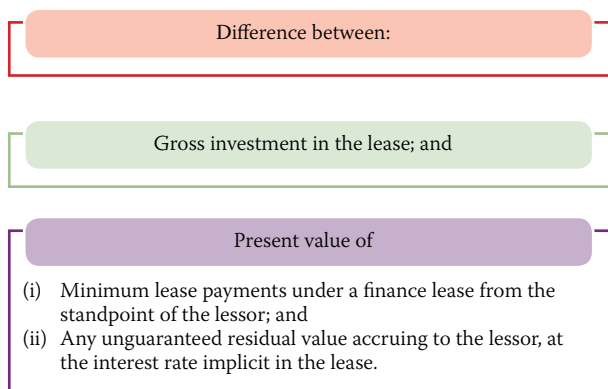 Difference between:
Gross investment in the lease; and
Present value of
(i) Minimum lease payments under a finance lease from the
standpoint of the lessor; and
(ii) Any unguaranteed residual value accruing to the lessor, at
the interest rate implicit in the lease.